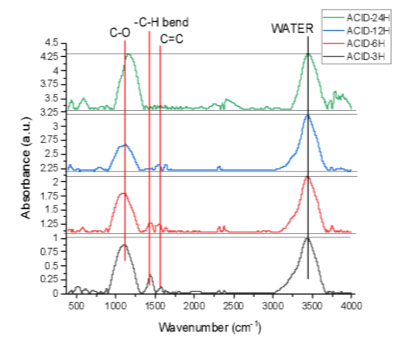 C-O
-C-H bend
C=C
WATER
ACID-24H
ACID-12H
ACID-6H
ACID-3H
Absorbance (a.u.)
4.5
4.25
4
3.75
3.5
3.25
3
2.75
2.5
2.25
2
1.75
1.5
1.25
1
0.75
0.5
0.25
0
500 1000 1500 2000 2500 3000 3500 4000
Wavenumber (cm⁻¹)